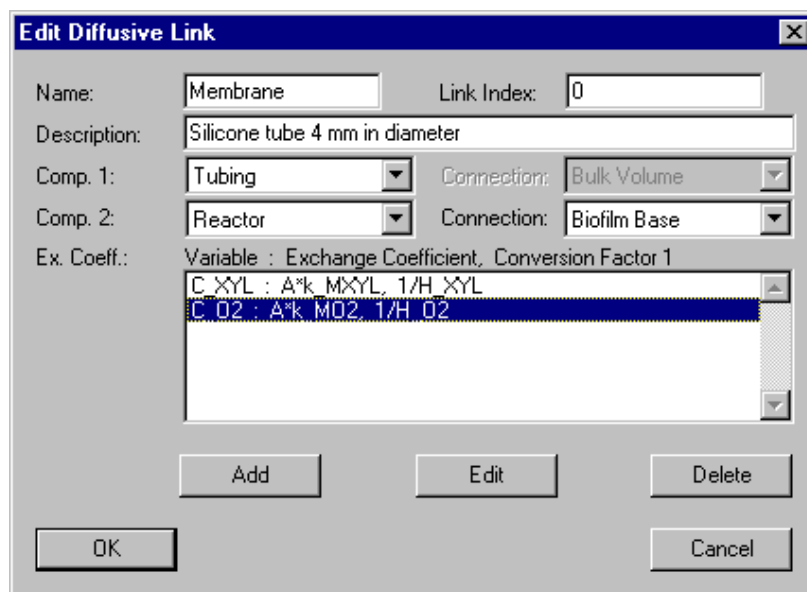 Edit Diffusive Link
Name: Membrane Link Index: 0
Description: Silicone tube 4 mm in diameter
Comp. 1: Tubing Connection: Bulk Volume
Comp. 2: Reactor Connection: Biofilm Base
Ex. Coeff.: Variable : Exchange Coefficient, Conversion Factor 1
C_XYL : A*k_MXYL, 1/H_XYL
C_O2 : A*k_MO2, 1/H_O2
Add Edit Delete
OK Cancel